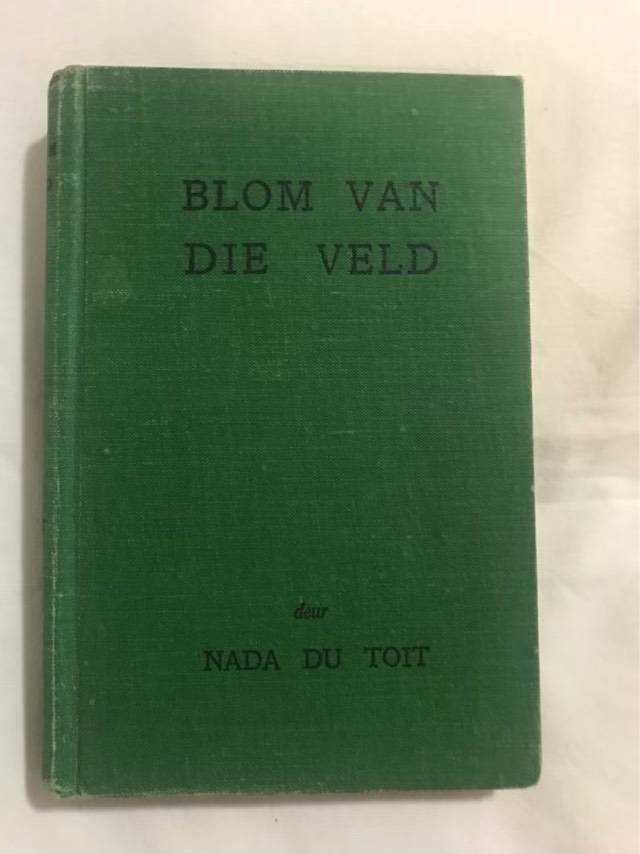 BLOM VAN
DIE VELD
deur
NADA DU TOIT